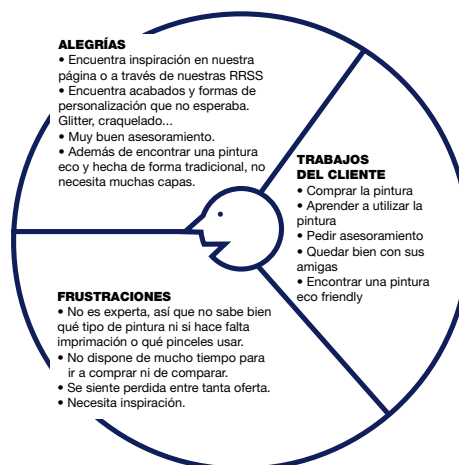 ALEGRÍAS
• Encuentra inspiración en nuestra
página o a través de nuestras RRSS
• Encuentra acabados y formas de
personalización que no esperaba.
Glitter, craquelado...
• Muy buen asesoramiento.
• Además de encontrar una pintura
eco y hecha de forma tradicional, no
necesita muchas capas.
TRABAJOS
DEL CLIENTE
• Comprar la pintura
• Aprender a utilizar la
pintura
• Pedir asesoramiento
• Quedar bien con sus
amigas
• Encontrar una pintura
eco friendly
FRUSTRACIONES
• No es experta, así que no sabe bien
qué tipo de pintura ni si hace falta
imprimación o qué pinceles usar.
• No dispone de mucho tiempo para
ir a comprar ni de comparar.
• Se siente perdida entre tanta oferta.
• Necesita inspiración.